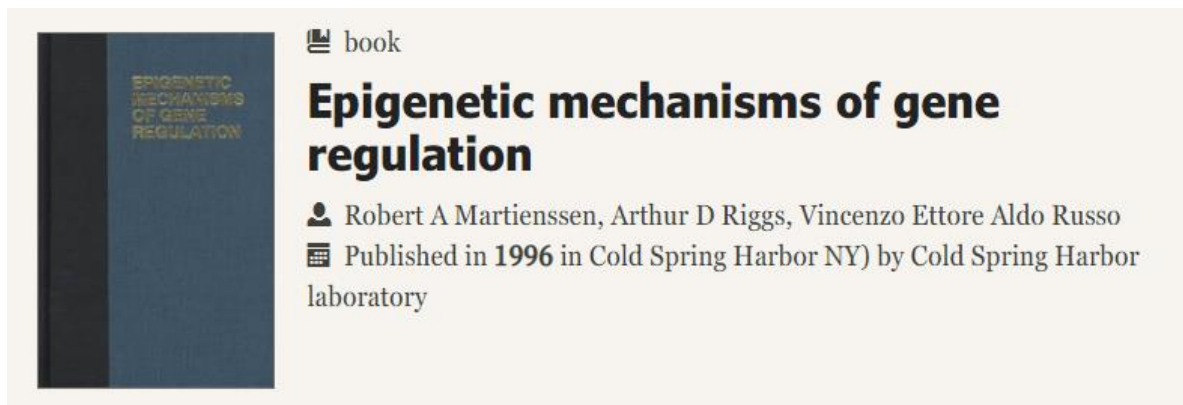 EPIGENETIC
MECHANISMS
OF GENE
REGULATION
book
Epigenetic mechanisms of gene
regulation
Robert A Martienssen, Arthur D Riggs, Vincenzo Ettore Aldo Russo
Published in 1996 in Cold Spring Harbor NY) by Cold Spring Harbor
laboratory